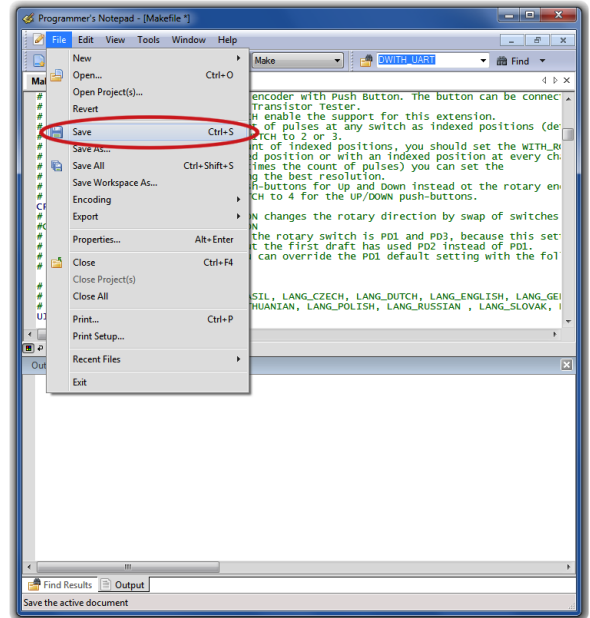 Programmer's Notepad - [Makefile *]
File Edit View Tools Window Help
Make DWITH_UART Find
New
Open... Ctrl+O
Open Project(s)...
Revert
Save Ctrl+S
Save As...
Save All Ctrl+Shift+S
Save Workspace As...
Encoding
Export
Properties... Alt+Enter
Close Ctrl+F4
Close Project(s)
Close All
Print... Ctrl+P
Print Setup...
Recent Files
Exit
encoder with Push Button. The button can be connec
Transistor Tester.
H enable the support for this extension.
of pulses at any switch as indexed positions (de
TCH to 2 or 3.
nt of indexed positions, you should set the WITH_R
d position or with an indexed position at every ch
times the count of pulses) you can set the
g the best resolution.
h-buttons for Up and Down instead ot the rotary en
CH to 4 for the UP/DOWN push-buttons.
ON changes the rotary direction by swap of switches
ON
the rotary switch is PD1 and PD3, because this set
t the first draft has used PD2 instead of PD1.
can override the PD1 default setting with the fol
SIL, LANG_CZECH, LANG_DUTCH, LANG_ENGLISH, LANG_GE
HUANIAN, LANG_POLISH, LANG_RUSSIAN , LANG_SLOVAK,
Out
Find Results Output
Save the active document